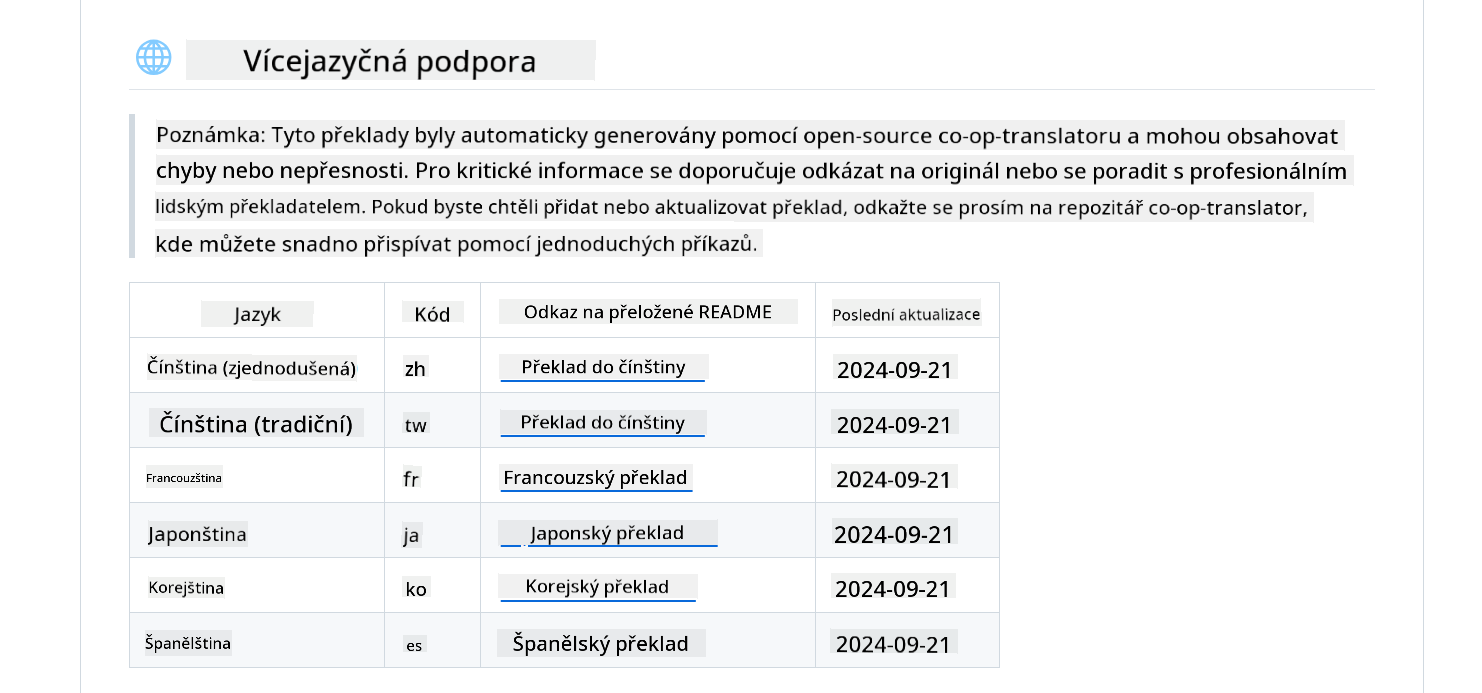 Vícejazyčná podpora
Poznámka: Tyto překlady byly automaticky generovány pomocí open-source co-op-translatoru a mohou obsahovat
chyby nebo nepřesnosti. Pro kritické informace se doporučuje odkázat na originál nebo se poradit s profesionálním
lidským překladatelem. Pokud byste chtěli přidat nebo aktualizovat překlad, odkažte se prosím na repozitář co-op-translator,
kde můžete snadno přispívat pomocí jednoduchých příkazů.
Jazyk Kód Odkaz na přeložené README Poslední aktualizace
Čínština (zjednodušená) zh Překlad do čínštiny 2024-09-21
Čínština (tradiční) tw Překlad do čínštiny 2024-09-21
Francouzština fr Francouzský překlad 2024-09-21
Japonština ja Japonský překlad 2024-09-21
Korejština ko Korejský překlad 2024-09-21
Španělština es Španělský překlad 2024-09-21